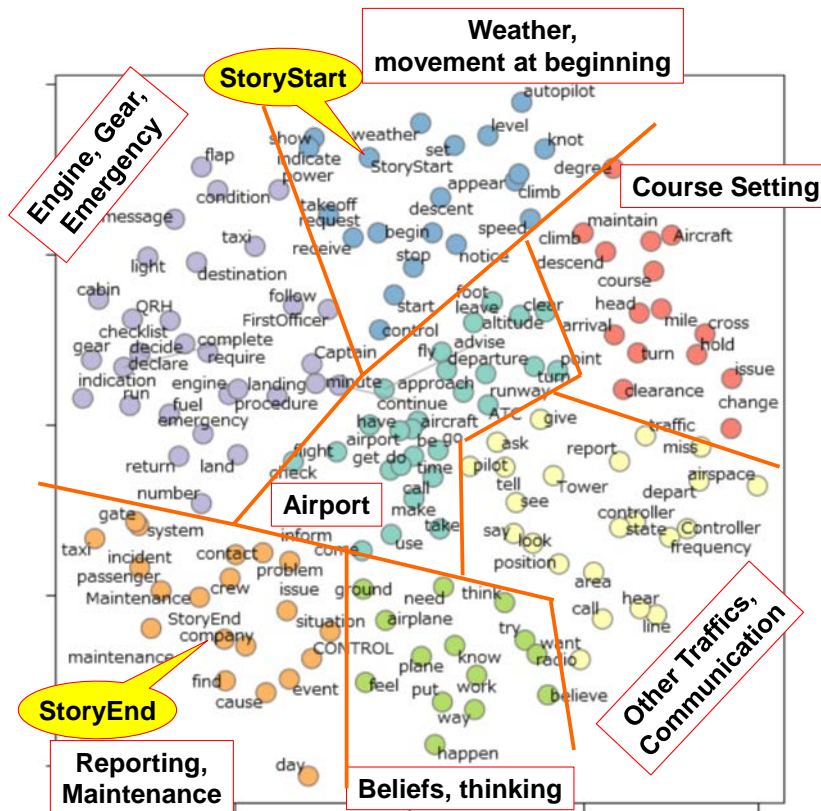 Weather,
movement at beginning
StoryStart
Engine, Gear,
Emergency
Course Setting
Airport
Other Traffics,
Communication
StoryEnd
Reporting,
Maintenance
Beliefs, thinking
autopilot
weather
level
show
set
knot
indicate
StoryStart
flap
power
degree
condition
appear
climb
message
takeoff
descent
maintain
request
taxi
begin
speed
climb
Aircraft
receive
notice
descend
light
destination
stop
course
cabin
follow
start
foot
leave
clear
head
QRH
FirstOfficer
altitude
arrival
mile
cross
checklist
control
advise
hold
gear
decide
complete
fly
departure
point
turn
declare
require
Captain
turn
issue
indication
engine
landing
minute
approach
runway
clearance
run
fuel
procedure
continue
ATC
change
emergency
have
aircraft
give
traffic
airport
be
go
ask
miss
return
land
flight
get
do
report
check
time
pilot
airspace
number
call
tell
Tower
depart
make
see
gate
system
inform
take
controller
Controller
taxi
come
use
say
look
state
frequency
incident
contact
problem
position
passenger
issue
ground
need
think
area
Maintenance
crew
call
hear
StoryEnd
situation
airplane
try
line
company
want
maintenance
CONTROL
plane
know
radio
find
event
feel
put
work
believe
cause
way
day
happen